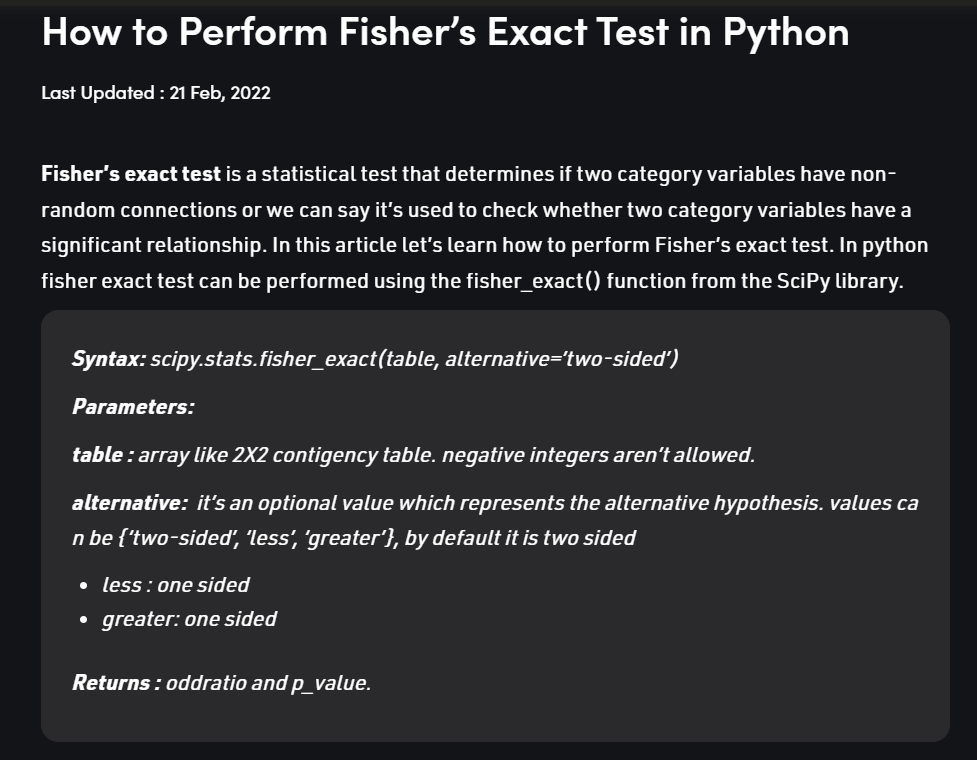 How to Perform Fisher’s Exact Test in Python
Last Updated : 21 Feb, 2022
Fisher’s exact test is a statistical test that determines if two category variables have non-
random connections or we can say it’s used to check whether two category variables have a
significant relationship. In this article let’s learn how to perform Fisher’s exact test. In python
fisher exact test can be performed using the fisher_exact() function from the SciPy library.
Syntax: scipy.stats.fisher_exact(table, alternative=’two-sided’)
Parameters:
table : array like 2X2 contigency table. negative integers aren’t allowed.
alternative:  it’s an optional value which represents the alternative hypothesis. values ca
n be {‘two-sided’, ‘less’, ‘greater’}, by default it is two sided
• less : one sided
• greater: one sided
Returns : oddratio and p_value.